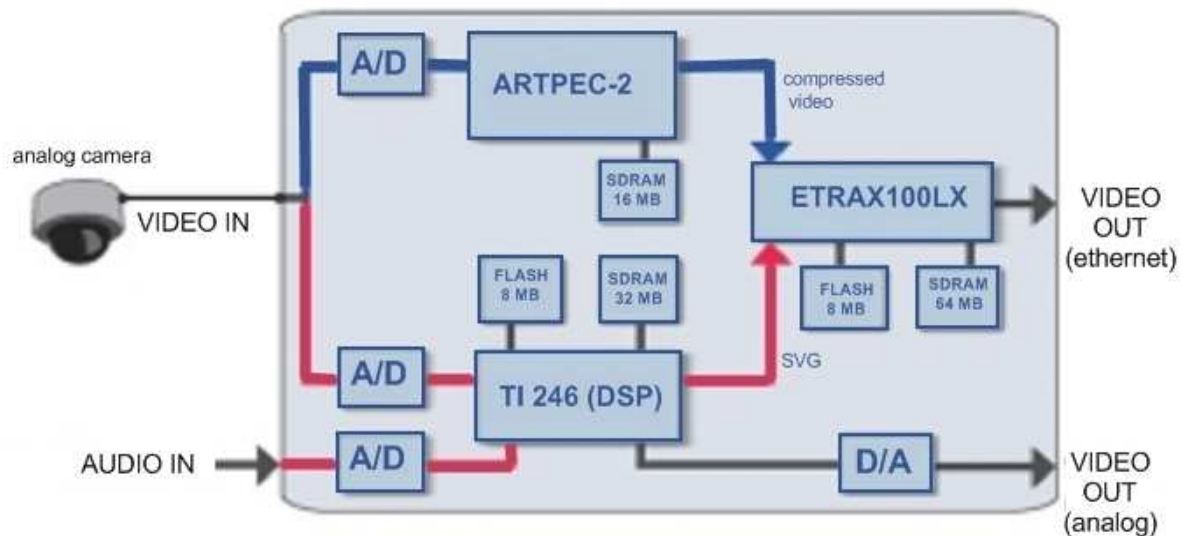 A/D
ARTPEC-2
compressed
video
analog camera
VIDEO IN
SDRAM
16 MB
ETRAX100LX
VIDEO
OUT
(ethernet)
FLASH
8 MB
SDRAM
32 MB
FLASH
8 MB
SDRAM
64 MB
A/D
TI 246 (DSP)
SVG
AUDIO IN
A/D
D/A
VIDEO
OUT
(analog)